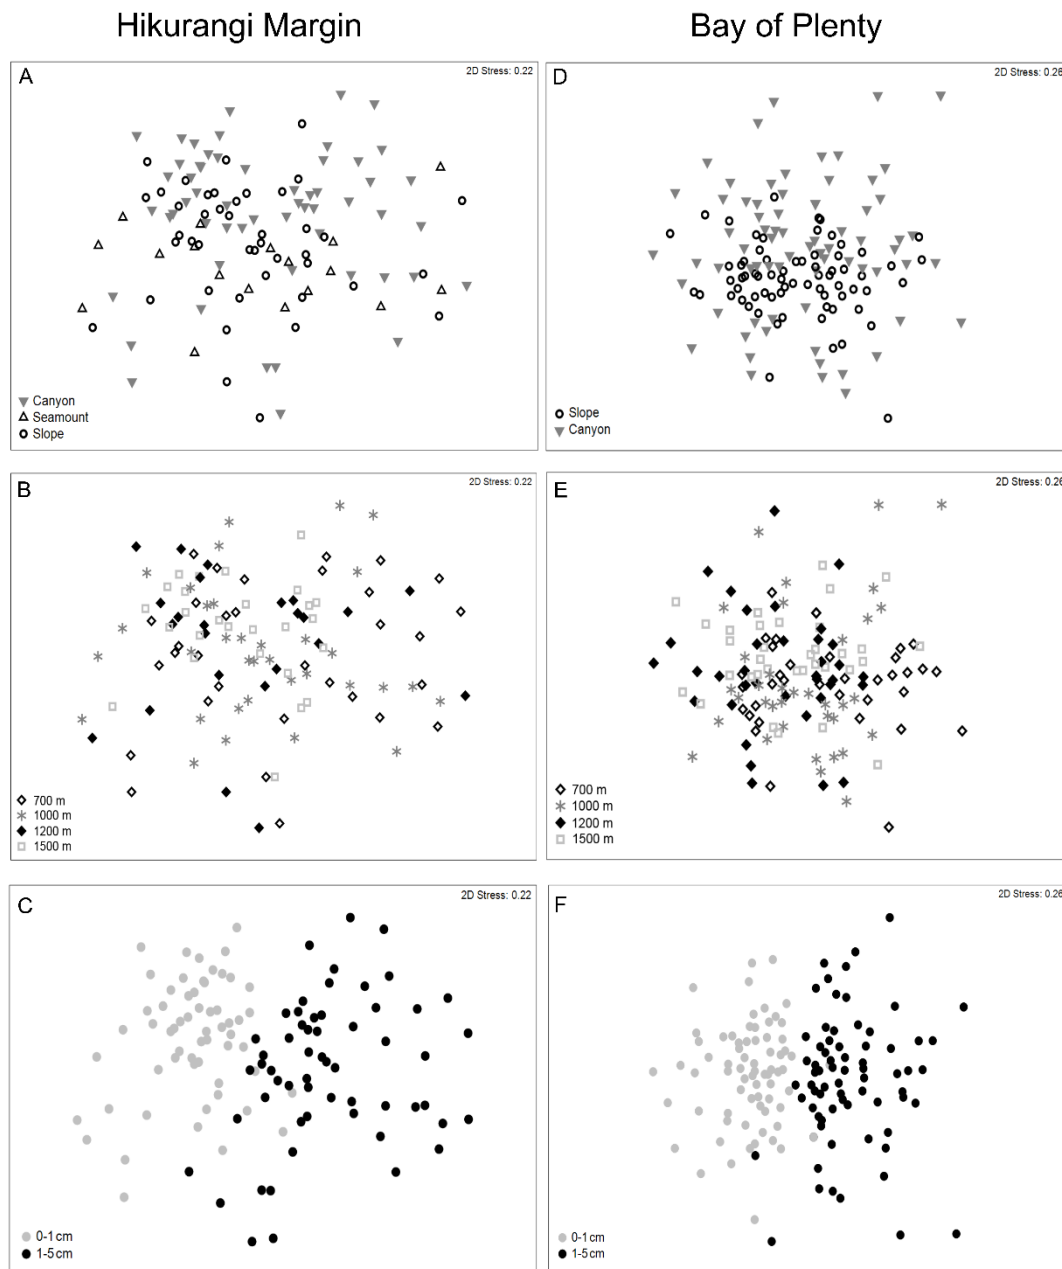 Hikurangi Margin
Bay of Plenty
A
2D Stress: 0.22
Canyon
Seamount
Slope
D
2D Stress: 0.26
Slope
Canyon
B
2D Stress: 0.22
700 m
1000 m
1200 m
1500 m
E
2D Stress: 0.26
700 m
1000 m
1200 m
1500 m
C
2D Stress: 0.22
0-1 cm
1-5 cm
F
2D Stress: 0.26
0-1 cm
1-5 cm